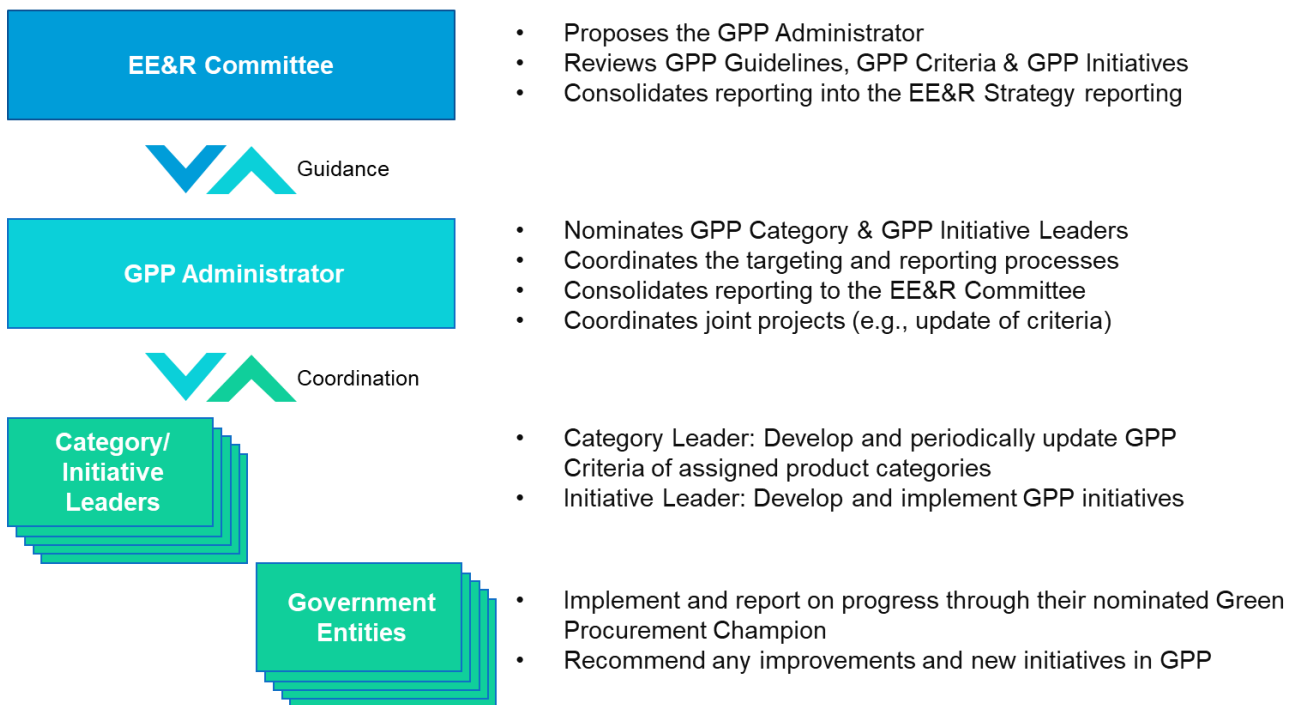 EE&R Committee
• Proposes the GPP Administrator
• Reviews GPP Guidelines, GPP Criteria & GPP Initiatives
• Consolidates reporting into the EE&R Strategy reporting
Guidance
GPP Administrator
• Nominates GPP Category & GPP Initiative Leaders
• Coordinates the targeting and reporting processes
• Consolidates reporting to the EE&R Committee
• Coordinates joint projects (e.g., update of criteria)
Coordination
Category/
Initiative
Leaders
• Category Leader: Develop and periodically update GPP
Criteria of assigned product categories
• Initiative Leader: Develop and implement GPP initiatives
Government
Entities
• Implement and report on progress through their nominated Green
Procurement Champion
• Recommend any improvements and new initiatives in GPP